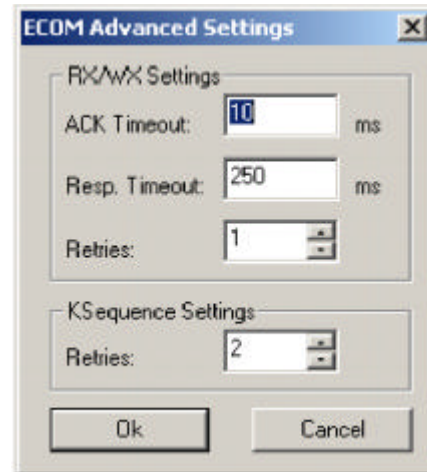 ECOM Advanced Settings
RX/WX Settings
ACK Timeout: 10 ms
Resp. Timeout: 250 ms
Retries: 1
KSequence Settings
Retries: 2
Ok Cancel